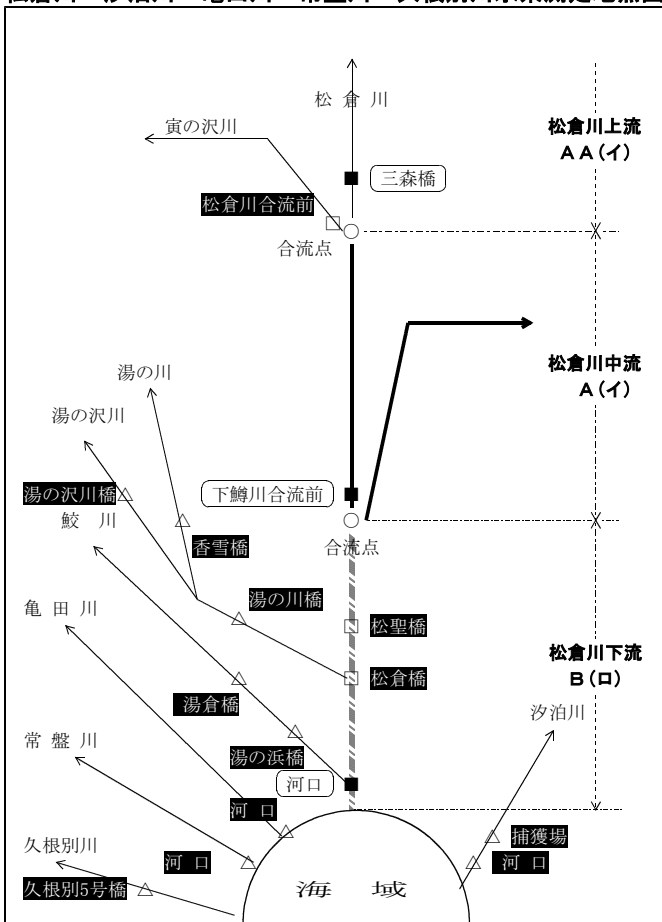 松 倉 川
寅の沢川
松倉川上流
ＡＡ(イ)
三森橋
松倉川合流前
合流点
湯の川
松倉川中流
Ａ(イ)
湯の沢川
湯の沢川橋
下鱒川合流前
鮫 川
香雪橋
合流点
湯の川橋
亀 田 川
松聖橋
松倉川下流
Ｂ(ロ)
湯倉橋
松倉橋
汐泊川
常 盤 川
湯の浜橋
河口
河 口
捕獲場
久根別川
河 口
河 口
久根別5号橋
海 域